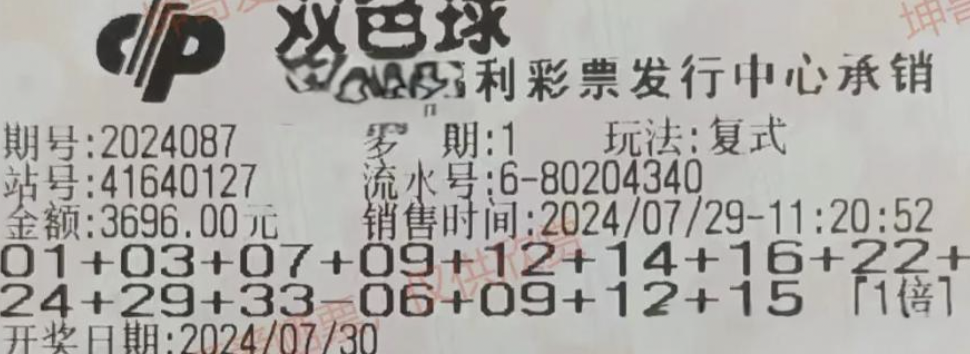 双色球
利彩票发行中心承销
期号:2024087 多 期:1 玩法:复式
站号:41640127 流水号:6-80204340
金额:3696.00元 销售时间:2024/07/29-11:20:52
01+03+07+09+12+14+16+22+
24+29+33-06+09+12+15 「1倍」
开奖日期:2024/07/30